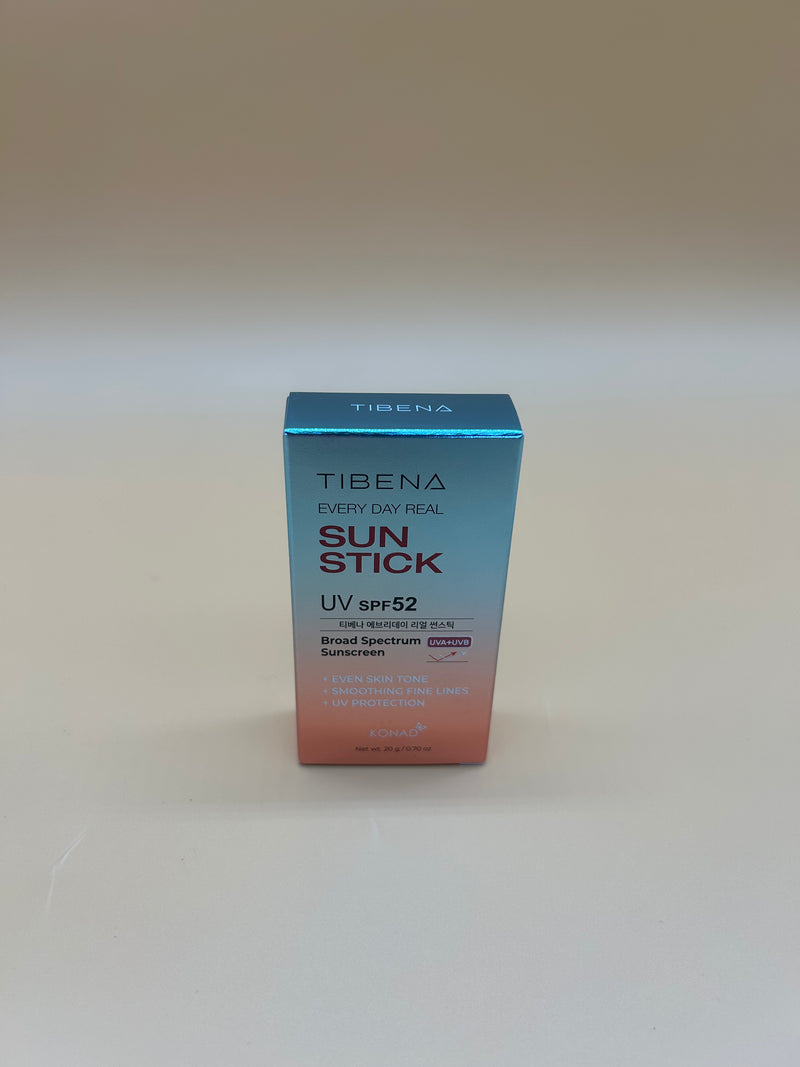 TIBENA
TIBENA
EVERY DAY REAL
SUN
STICK
UV SPF52
티베나 에브리데이 리얼 썬스틱
Broad Spectrum UVA+UVB
Sunscreen
+ EVEN SKIN TONE
+ SMOOTHING FINE LINES
+ UV PROTECTION
KONAD
Net wt. 20 g / 0.70 oz